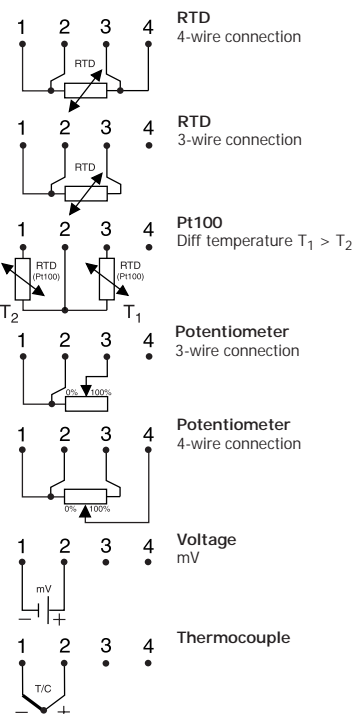 1 2 3 4
RTD
RTD
4-wire connection
1 2 3 4
RTD
RTD
3-wire connection
1 2 3 4
RTD
(Pt100)
RTD
(Pt100)
T2
T1
Pt100
Diff temperature T1 > T2
1 2 3 4
0% 100%
Potentiometer
3-wire connection
1 2 3 4
0% 100%
Potentiometer
4-wire connection
1 2 3 4
mV
– +
Voltage
mV
1 2 3 4
T/C
– +
Thermocouple